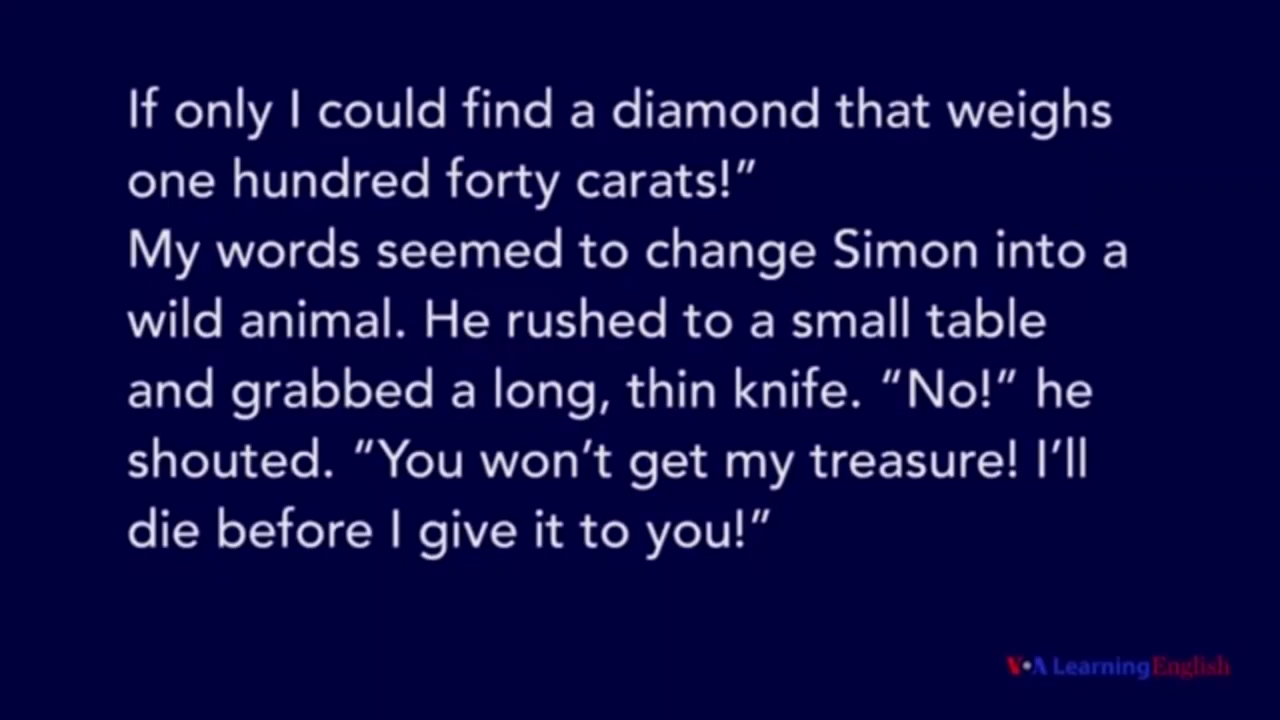 If only I could find a diamond that weighs
one hundred forty carats!”
My words seemed to change Simon into a
wild animal. He rushed to a small table
and grabbed a long, thin knife. “No!“ he
shouted. “You won’t get my treasure! I’ll
die before I give it to you!”
VOA Learning English